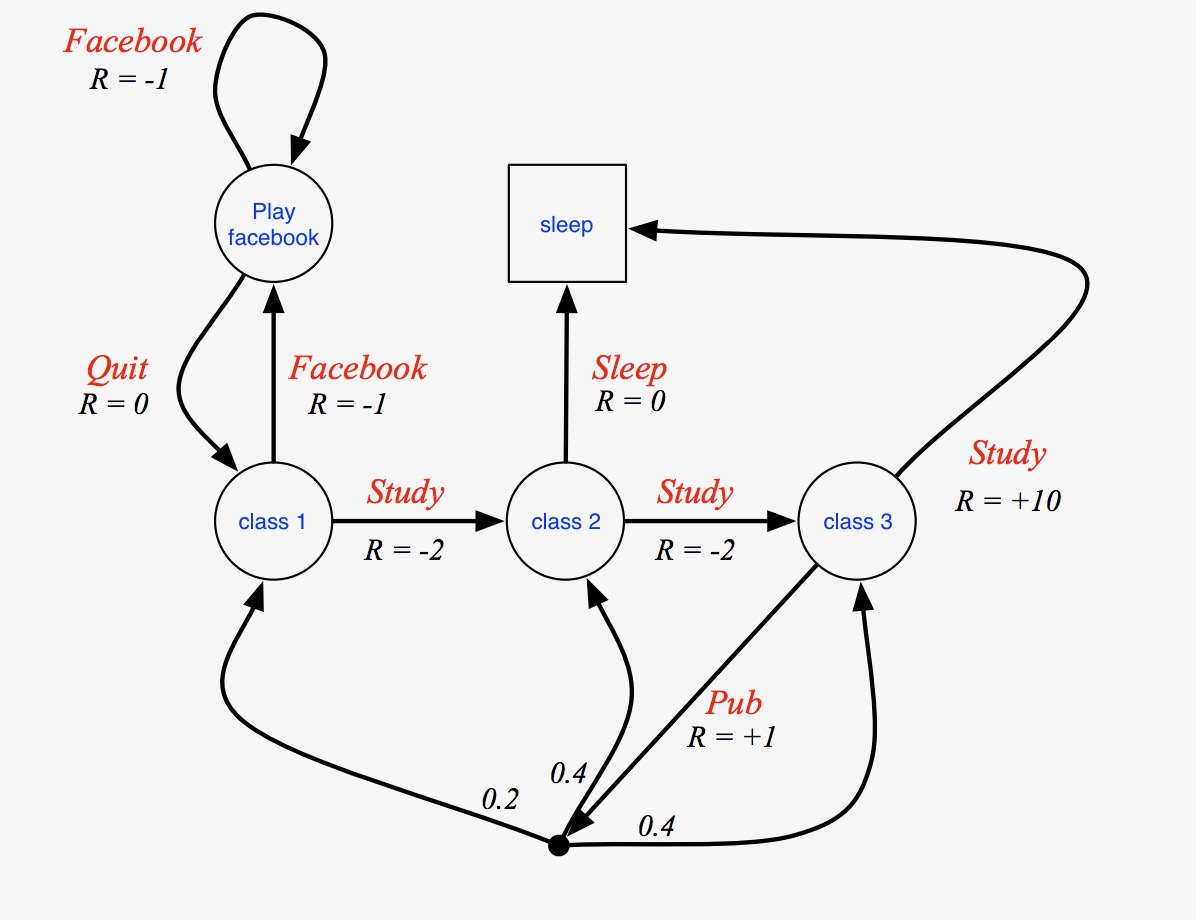 Facebook
R = -1
Play
facebook
sleep
Quit
R = 0
Facebook
R = -1
Sleep
R = 0
Study
R = +10
class 1
Study
R = -2
class 2
Study
R = -2
class 3
Pub
R = +1
0.2
0.4
0.4